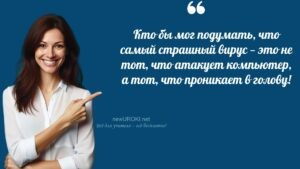 ❝
Кто бы мог подумать, что
самый страшный вирус – это не
тот, что атакует компьютер,
а тот, что проникает в голову!
newUROKI.net
Всё для учителя – всё бесплатно!